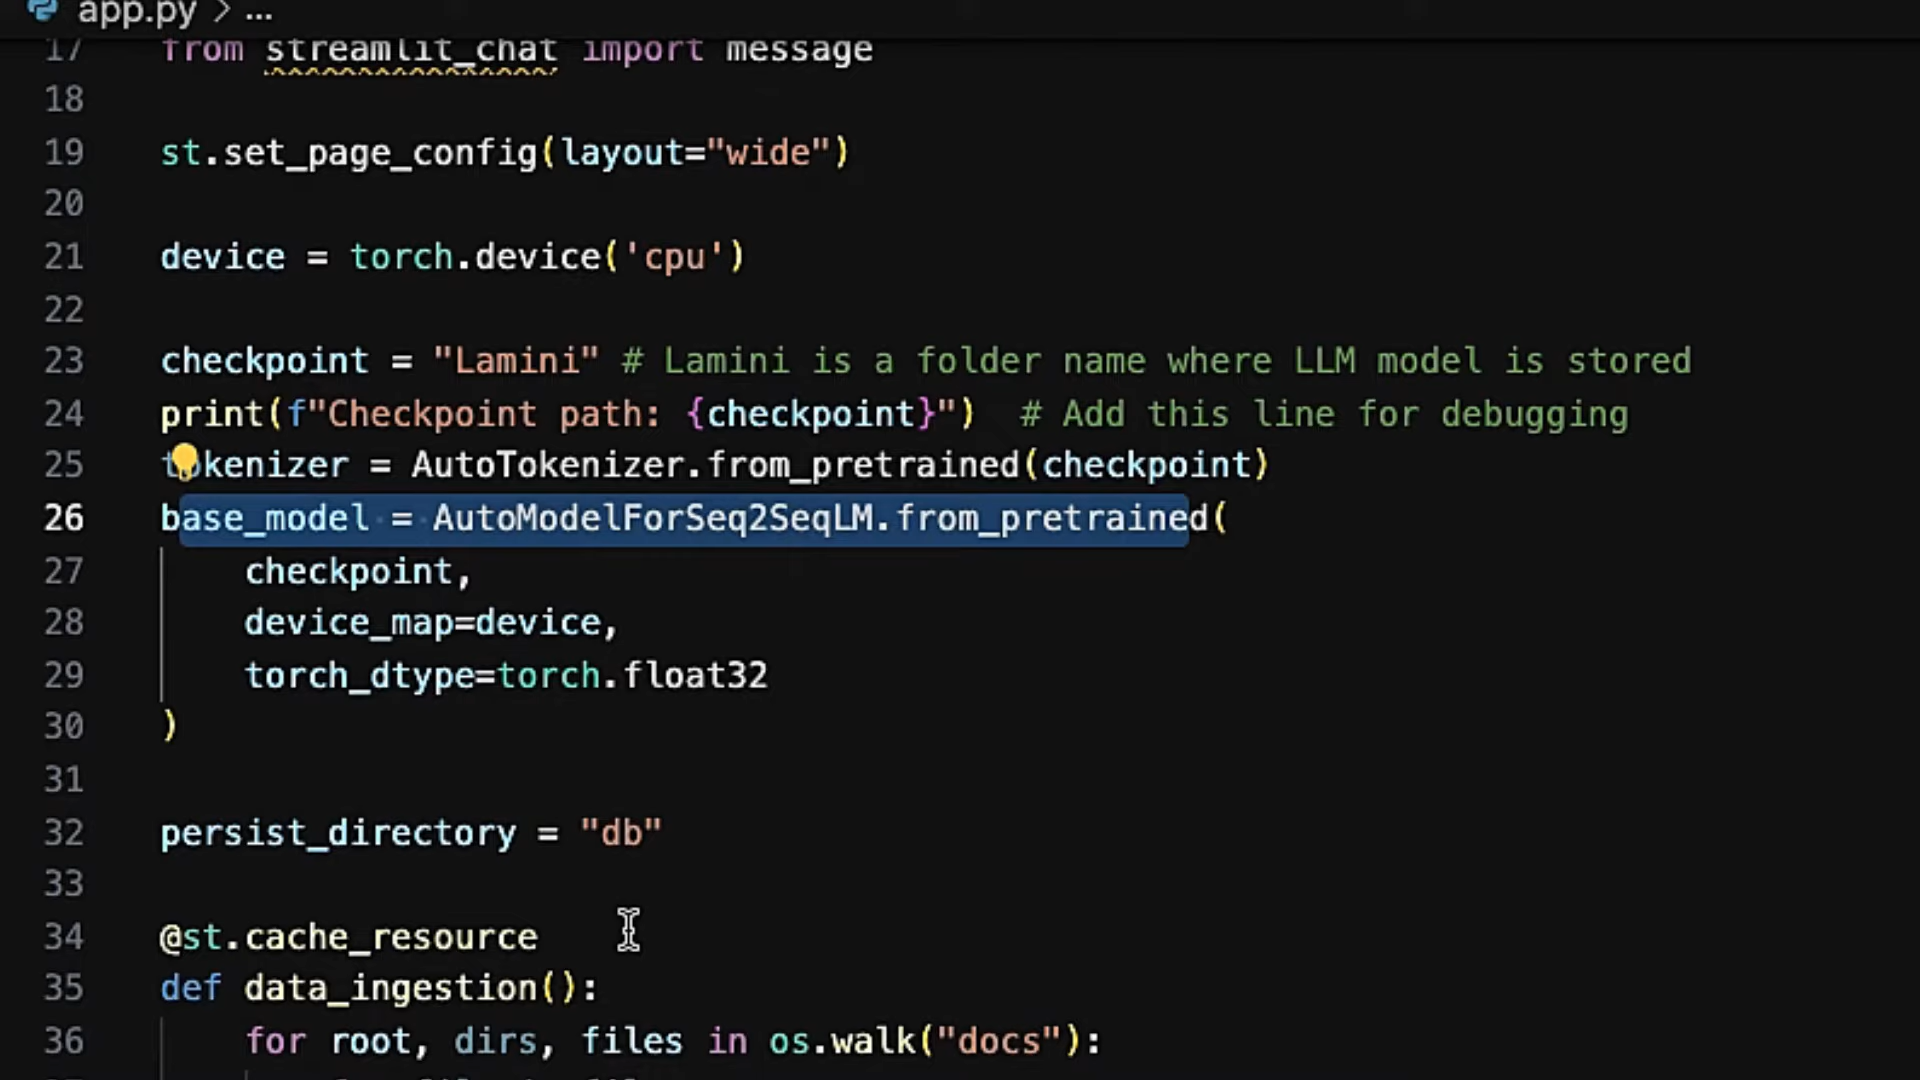 app.py > ...
17 from streamlit_chat import message
18
19 st.set_page_config(layout="wide")
20
21 device = torch.device('cpu')
22
23 checkpoint = "Lamini" # Lamini is a folder name where LLM model is stored
24 print(f"Checkpoint path: {checkpoint}")  # Add this line for debugging
25 tokenizer = AutoTokenizer.from_pretrained(checkpoint)
26 base_model = AutoModelForSeq2SeqLM.from_pretrained(
27     checkpoint,
28     device_map=device,
29     torch_dtype=torch.float32
30 )
31
32 persist_directory = "db"
33
34 @st.cache_resource
35 def data_ingestion():
36     for root, dirs, files in os.walk("docs"):